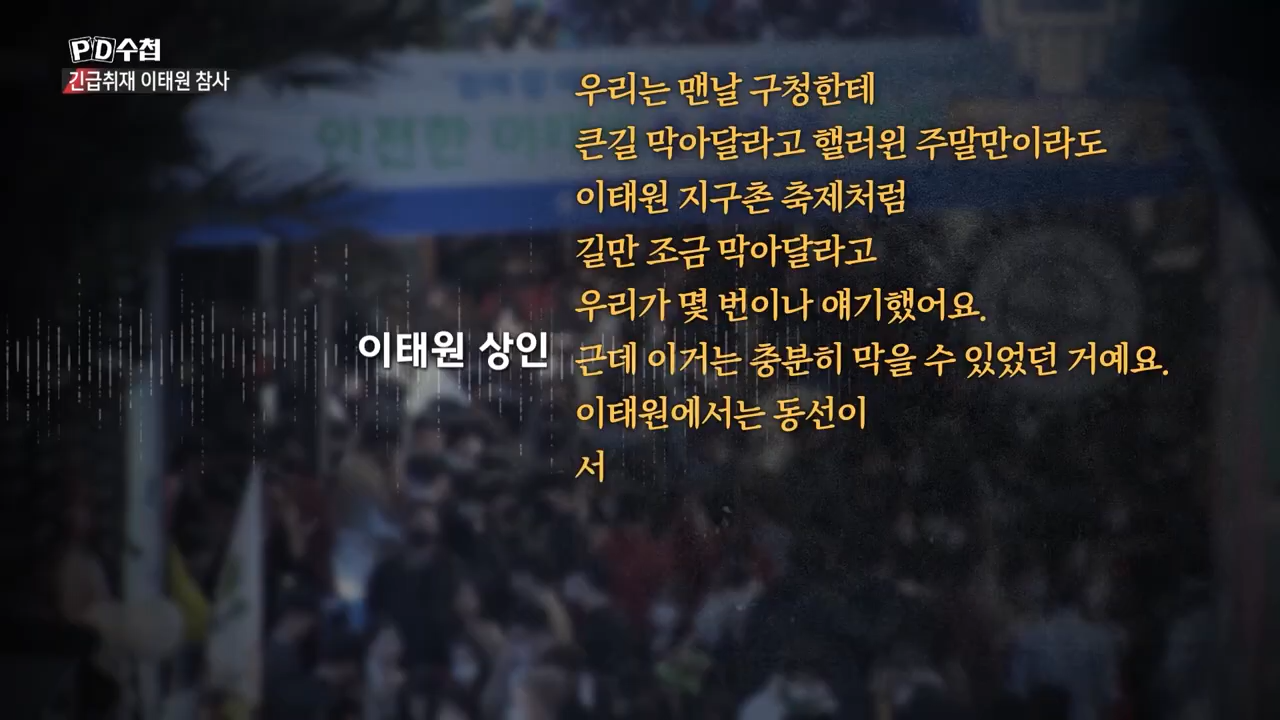 PD수첩
긴급취재 이태원 참사
우리는 맨날 구청한테
큰길 막아달라고 핼러윈 주말만이라도
이태원 지구촌 축제처럼
길만 조금 막아달라고
우리가 몇 번이나 얘기했어요.
이태원 상인
근데 이거는 충분히 막을 수 있었던 거예요.
이태원에서는 동선이
서
안전한